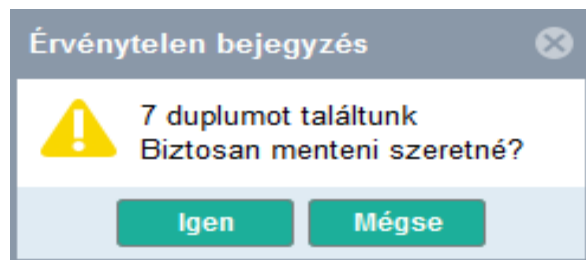 Érvénytelen bejegyzés
7 duplumot találtunk
Biztosan menteni szeretné?
Igen
Mégse